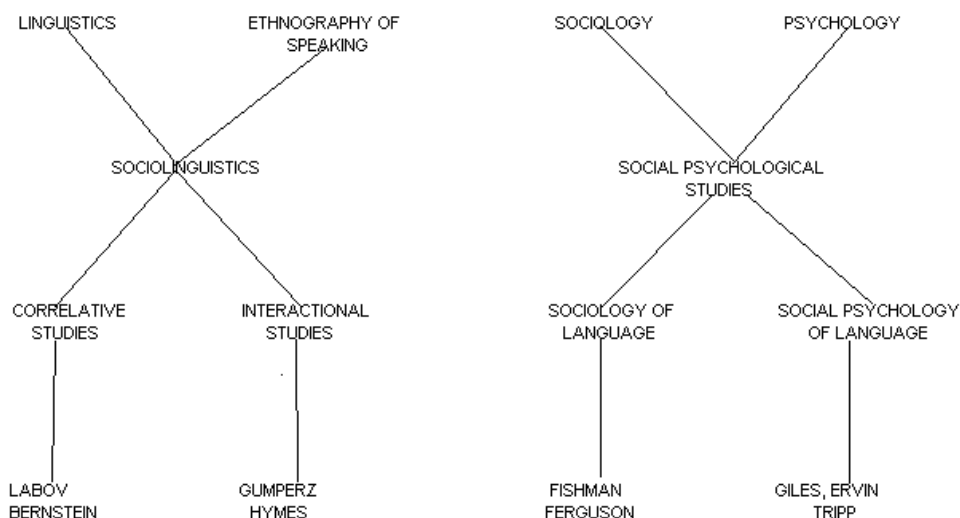 LINGUISTICS
ETHNOGRAPHY OF
SPEAKING
SOCIOLOGY
PSYCHOLOGY
SOCIOLINGUISTICS
SOCIAL PSYCHOLOGICAL
STUDIES
CORRELATIVE
STUDIES
INTERACTIONAL
STUDIES
SOCIOLOGY OF
LANGUAGE
SOCIAL PSYCHOLOGY
OF LANGUAGE
LABOV
BERNSTEIN
GUMPERZ
HYMES
FISHMAN
FERGUSON
GILES, ERVIN
TRIPP